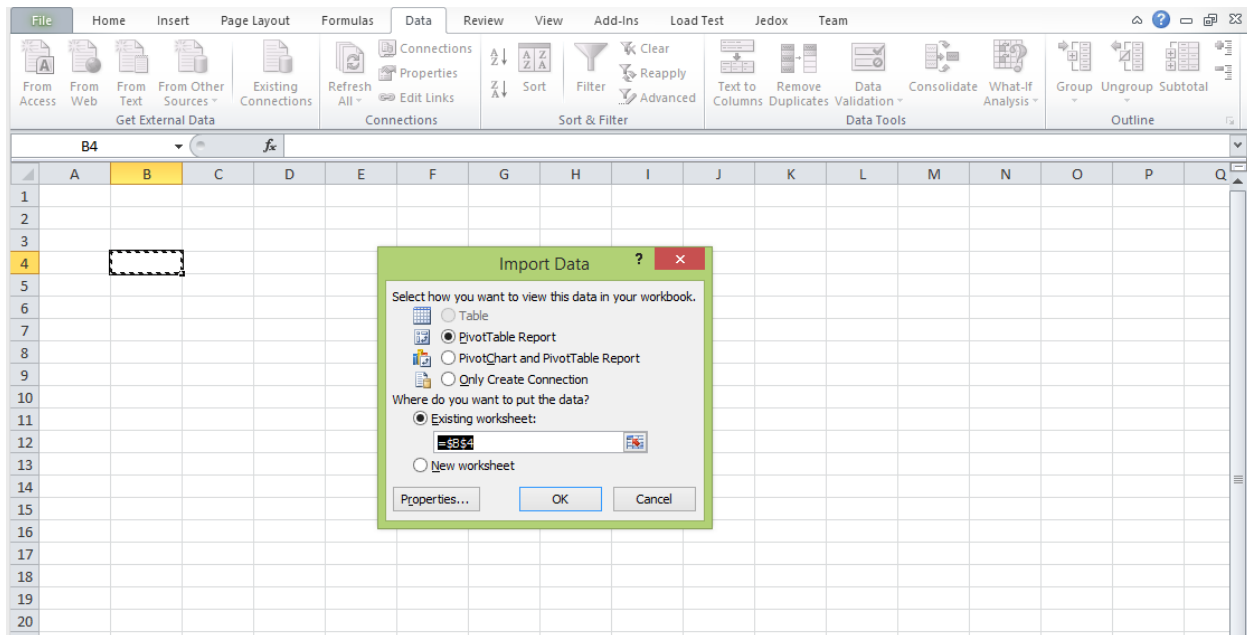 File Home Insert Page Layout Formulas Data Review View Add-Ins Load Test Jedox Team
Connections
Clear
Properties
Reapply
Edit Links
Advanced
From Access
From Web
From Text
From Other Sources
Existing Connections
Refresh All
Sort
Filter
Text to Columns
Remove Duplicates
Data Validation
Consolidate
What-If Analysis
Group
Ungroup
Subtotal
Get External Data Connections Sort & Filter Data Tools Outline
B4 fx
A B C D E F G H I J K L M N O P Q
1
2
3
4
5
6
7
8
9
10
11
12
13
14
15
16
17
18
19
20
Import Data ?
Select how you want to view this data in your workbook.
Table
PivotTable Report
PivotChart and PivotTable Report
Only Create Connection
Where do you want to put the data?
Existing worksheet:
=$B$4
New worksheet
Properties... OK Cancel